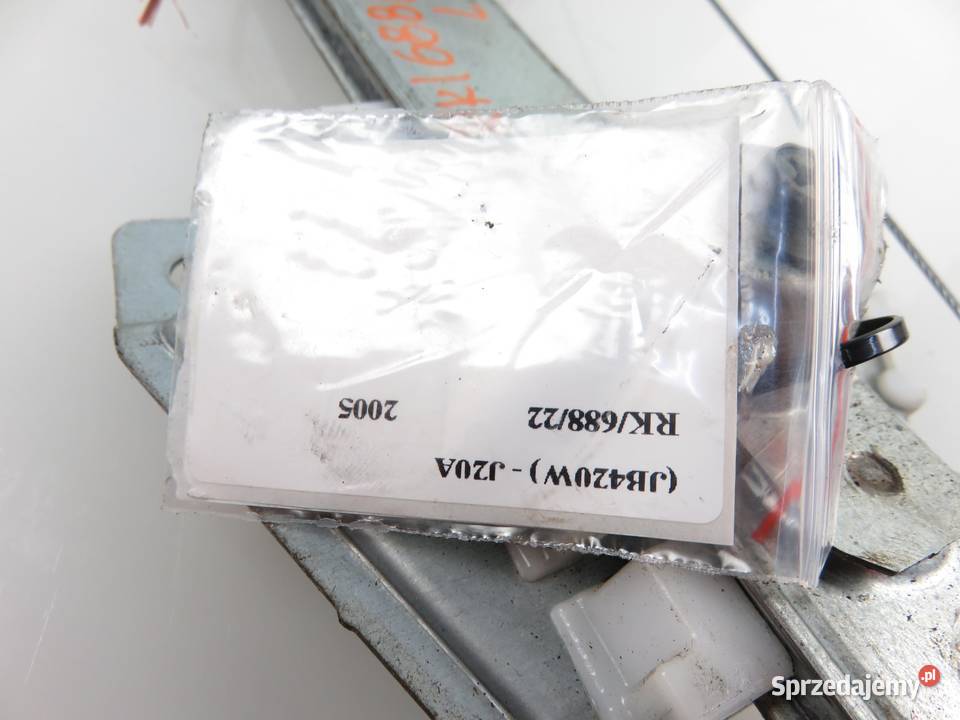 (JB420W) - J20A
RK/688/22 2005
Sprzedajemy.pl